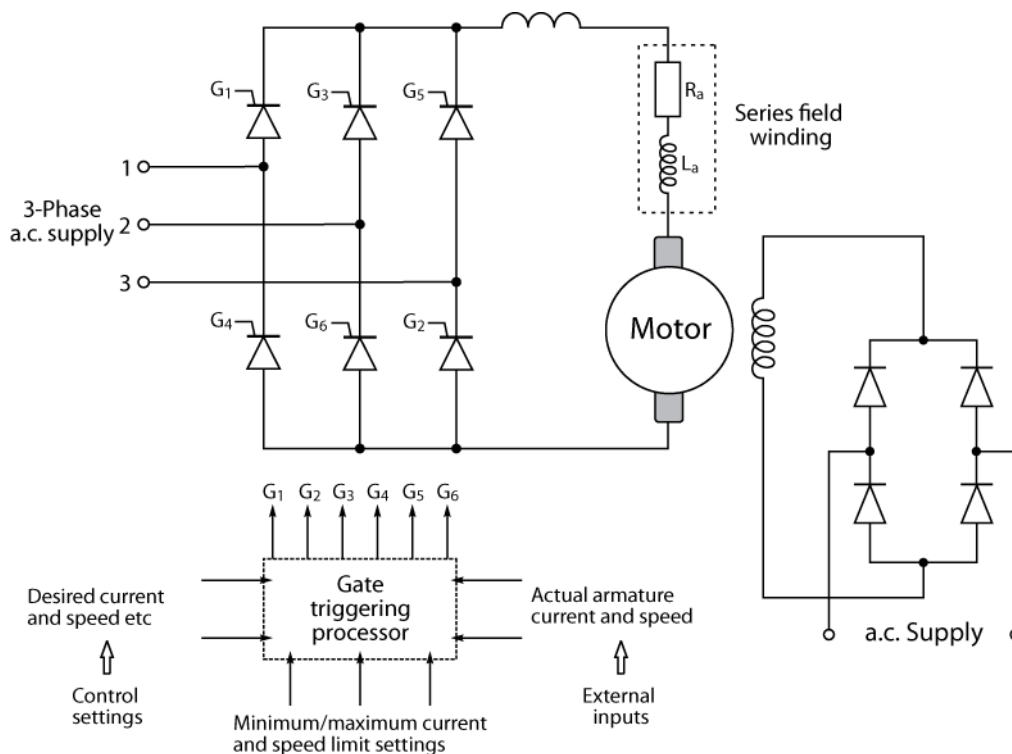 G₁
G₃
G₅
Rₐ
Lₐ
Series field
winding
1
3-Phase
a.c. supply
2
3
G₄
G₆
G₂
Motor
G₁ G₂ G₃ G₄ G₅ G₆
Gate
triggering
processor
Desired current
and speed etc
Actual armature
current and speed
a.c. Supply
Control
settings
External
inputs
Minimum/maximum current
and speed limit settings